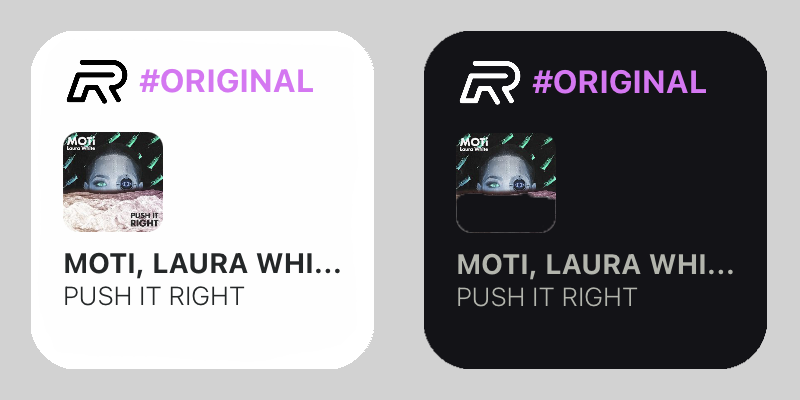 #ORIGINAL
MOTi
Laura White
PUSH IT
RIGHT
MOTI, LAURA WHI...
PUSH IT RIGHT
#ORIGINAL
MOTi
Laura White
MOTI, LAURA WHI...
PUSH IT RIGHT